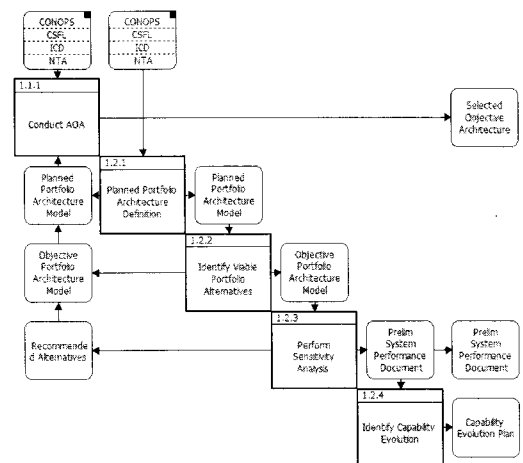 CONOPS
CSFL
ICD
NTA
CONOPS
CSFL
ICD
NTA
1.1.1
Conduct AOA
Selected
Objective
Architecture
Planned
Portfolio
Architecture
Model
1.2.1
Planned Portfolio
Architecture
Definition
Planned
Portfolio
Architecture
Model
Objective
Portfolio
Architecture
Model
1.2.2
Identify Viable
Portfolio
Alternatives
Objective
Portfolio
Architecture
Model
Recommende
d Alternatives
1.2.3
Perform
Sensitivity
Analysis
Prelim
System
Performance
Document
Prelim
System
Performance
Document
1.2.4
Identify Capability
Evolution
Capability
Evolution Plan